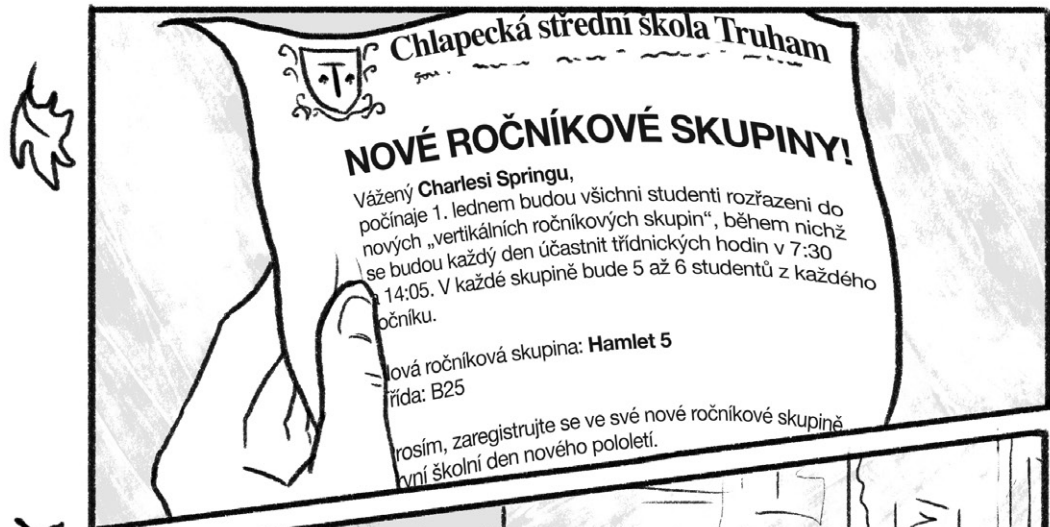 Chlapecká střední škola Truham
NOVÉ ROČNÍKOVÉ SKUPINY!
Vážený Charlesi Springu,
počínaje 1. lednem budou všichni studenti rozřazeni do
nových „vertikálních ročníkových skupin“, během nichž
se budou každý den účastnit třídnických hodin v 7:30
14:05. V každé skupině bude 5 až 6 studentů z každého
očníku.
ová ročníková skupina: Hamlet 5
řída: B25
rosím, zaregistrujte se ve své nové ročníkové skupině
vní školní den nového pololetí.